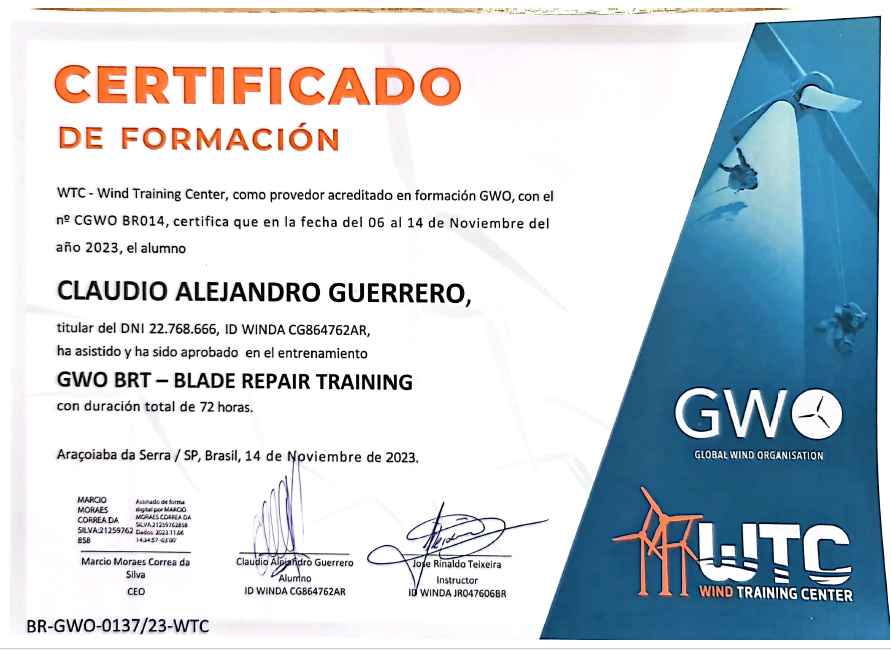 CERTIFICADO
DE FORMACIÓN
WTC - Wind Training Center, como provedor acreditado en formación GWO, con el
nº CGWO BR014, certifica que en la fecha del 06 al 14 de Noviembre del
año 2023, el alumno
CLAUDIO ALEJANDRO GUERRERO,
titular del DNI 22.768.666, ID WINDA CG864762AR,
ha asistido y ha sido aprobado en el entrenamiento
GWO BRT – BLADE REPAIR TRAINING
con duración total de 72 horas.
Araçoiaba da Serra / SP, Brasil, 14 de Noviembre de 2023.
MARCIO
MORAES
CORREA DA
SILVA:21259762
858
Assinado de forma
digital por MARCIO
MORAES CORREA DA
SILVA:21259762858
Dados: 2023.11.06
14:34:57 -03'00'
Marcio Moraes Correa da
Silva
CEO
Claudio Alejandro Guerrero
Alumno
ID WINDA CG864762AR
Jose Rinaldo Teixeira
Instructor
ID WINDA JR047606BR
BR-GWO-0137/23-WTC
GWO
GLOBAL WIND ORGANISATION
WTC
WIND TRAINING CENTER